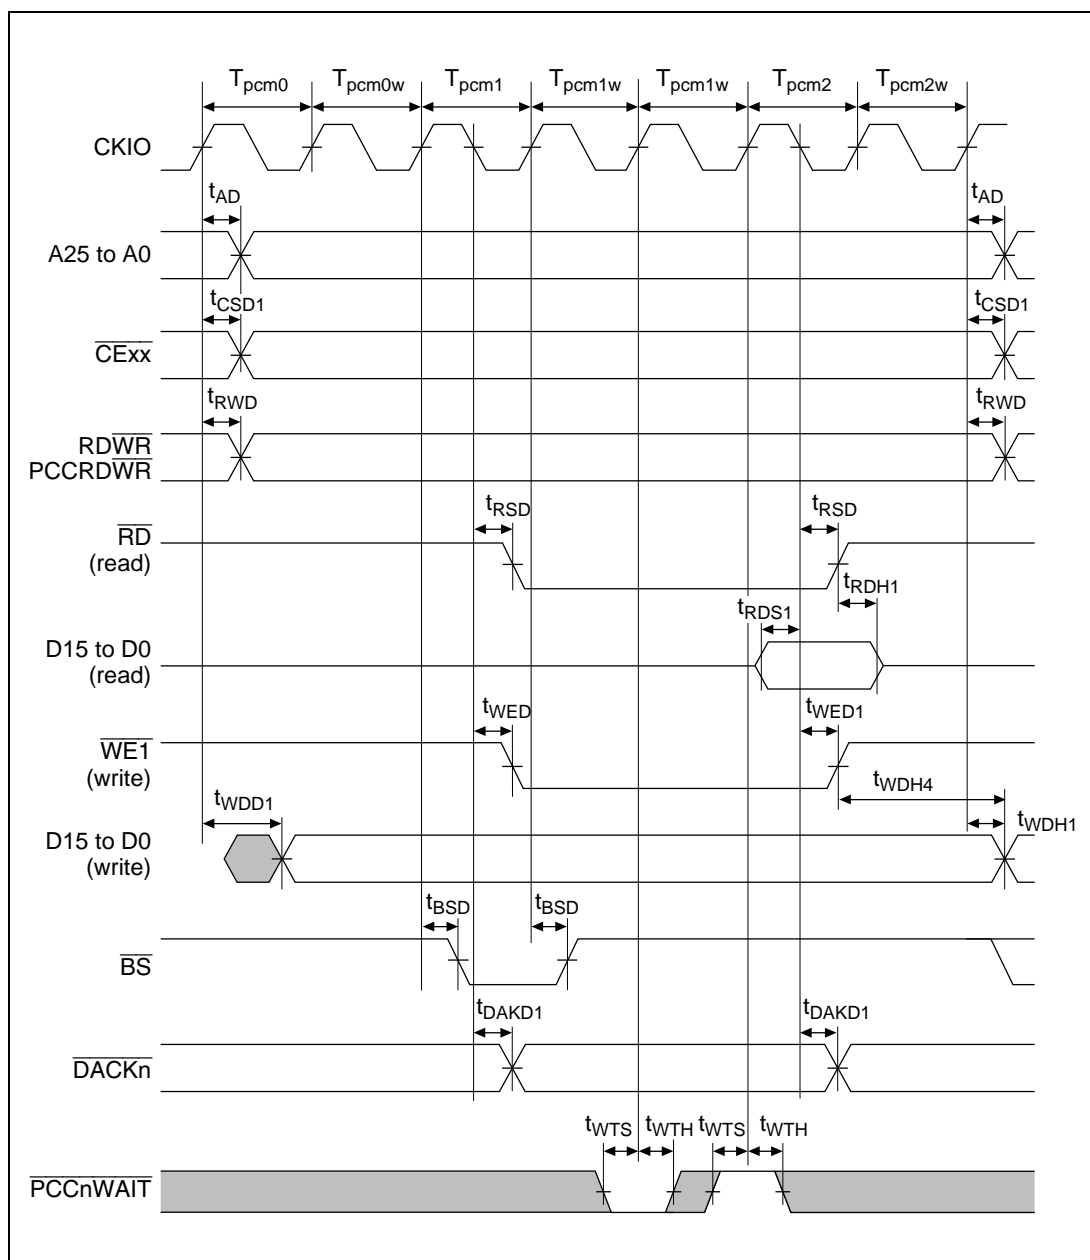 Tpcm0 Tpcm0w Tpcm1 Tpcm1w Tpcm1w Tpcm2 Tpcm2w
CKIO
tAD tAD
A25 to A0
tCSD1 tCSD1
CExx
tRWD tRWD
RDWR
PCCRDWR
tRSD tRSD
RD
(read)
tRDH1
tRDS1
D15 to D0
(read)
tWED tWED1
WE1
(write)
tWDH4
tWDD1
tWDH1
D15 to D0
(write)
tBSD tBSD
BS
tDAKD1 tDAKD1
DACKn
tWTS tWTH tWTS tWTH
PCCnWAIT